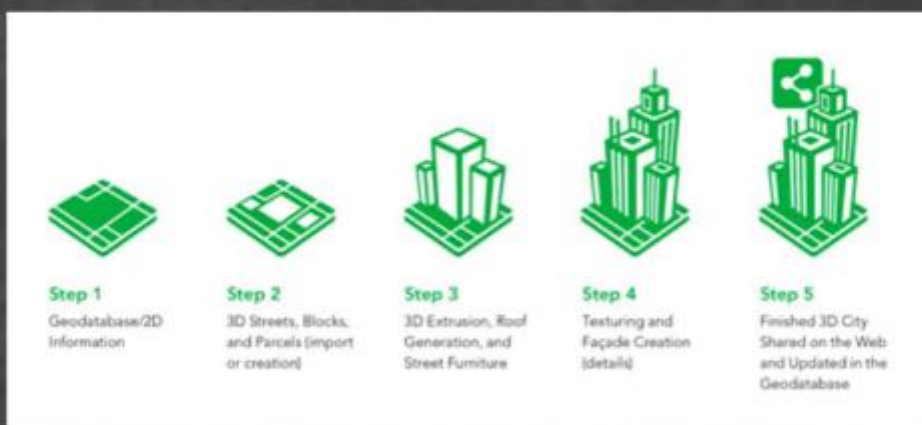 Step 1
Geodatabase/2D
Information
Step 2
3D Streets, Blocks,
and Parcels (import
or creation)
Step 3
3D Extrusion, Roof
Generation, and
Street Furniture
Step 4
Texturing and
Façade Creation
(details)
Step 5
Finished 3D City
Shared on the Web
and Updated in the
Geodatabase